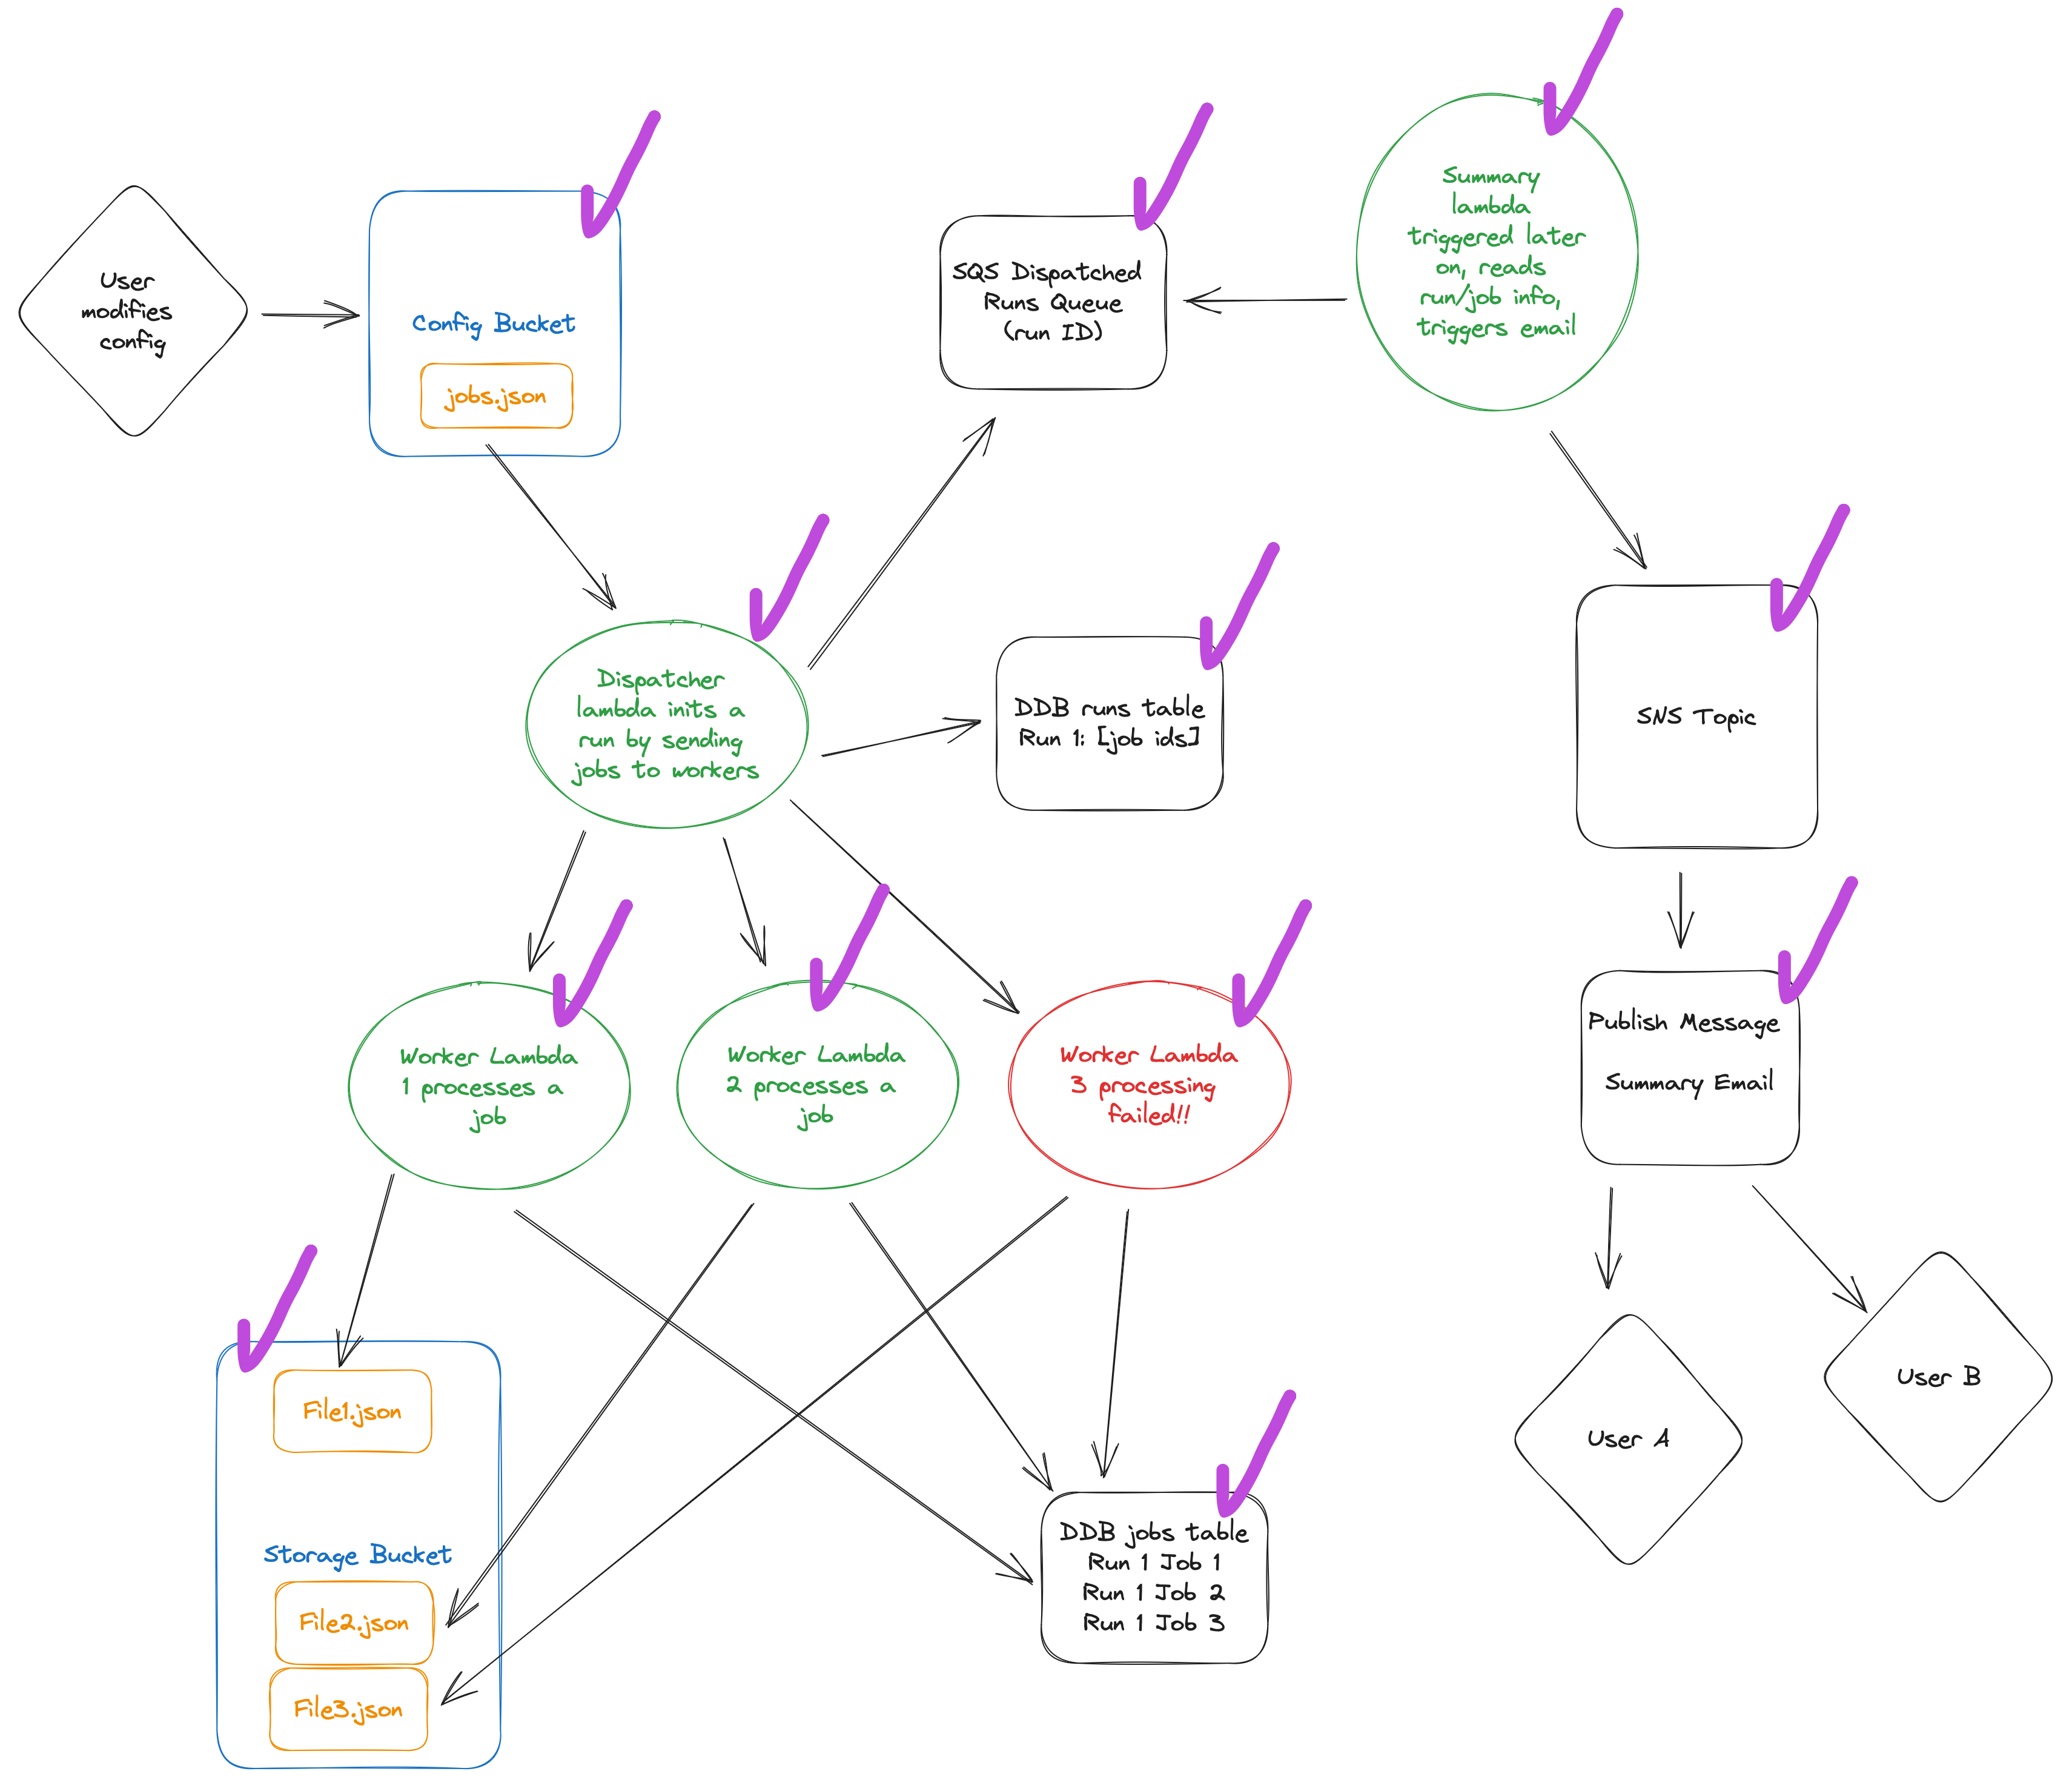 User
modifies
config
Config Bucket
jobs.json
SQS Dispatched
Runs Queue
(run ID)
Summary
lambda
triggered later
on, reads
run/job info,
triggers email
Dispatcher
lambda inits a
run by sending
jobs to workers
DDB runs table
Run 1: [job ids]
SNS Topic
Worker Lambda
1 processes a
job
Worker Lambda
2 processes a
job
Worker Lambda
3 processing
failed!!
Publish Message
Summary Email
File1.json
Storage Bucket
File2.json
File3.json
DDB jobs table
Run 1 Job 1
Run 1 Job 2
Run 1 Job 3
User A
User B